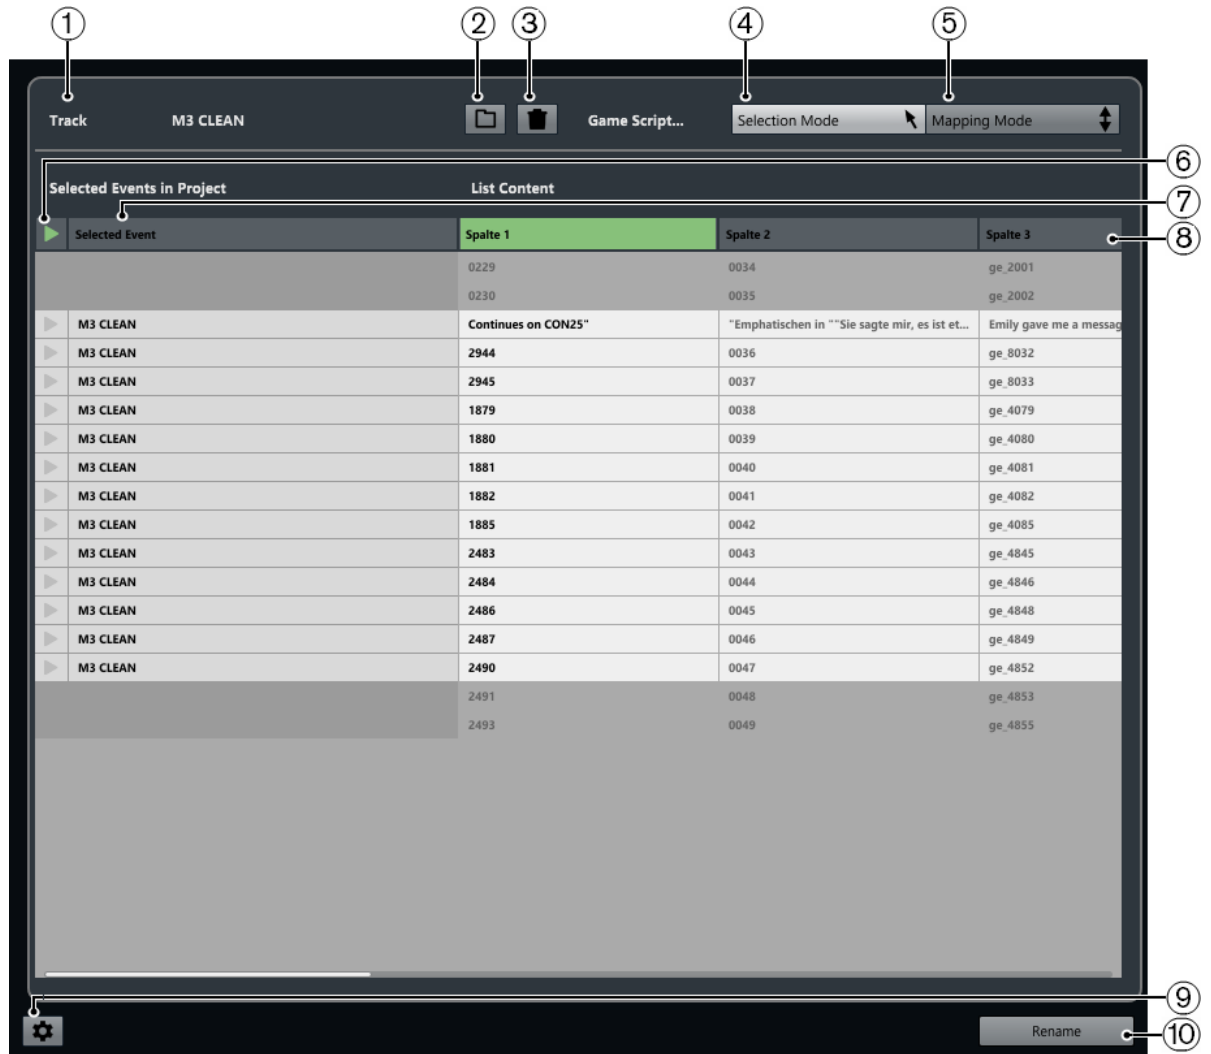 1 2 3 4 5
Track M3 CLEAN Game Script... Selection Mode Mapping Mode
6
Selected Events in Project List Content
7
Selected Event Spalte 1 Spalte 2 Spalte 3
8
0229 0034 ge_2001
0230 0035 ge_2002
M3 CLEAN Continues on CON25" "Emphatischen in ""Sie sagte mir, es ist et... Emily gave me a messag
M3 CLEAN 2944 0036 ge_8032
M3 CLEAN 2945 0037 ge_8033
M3 CLEAN 1879 0038 ge_4079
M3 CLEAN 1880 0039 ge_4080
M3 CLEAN 1881 0040 ge_4081
M3 CLEAN 1882 0041 ge_4082
M3 CLEAN 1885 0042 ge_4085
M3 CLEAN 2483 0043 ge_4845
M3 CLEAN 2484 0044 ge_4846
M3 CLEAN 2486 0045 ge_4848
M3 CLEAN 2487 0046 ge_4849
M3 CLEAN 2490 0047 ge_4852
2491 0048 ge_4853
2493 0049 ge_4855
9
Rename
10